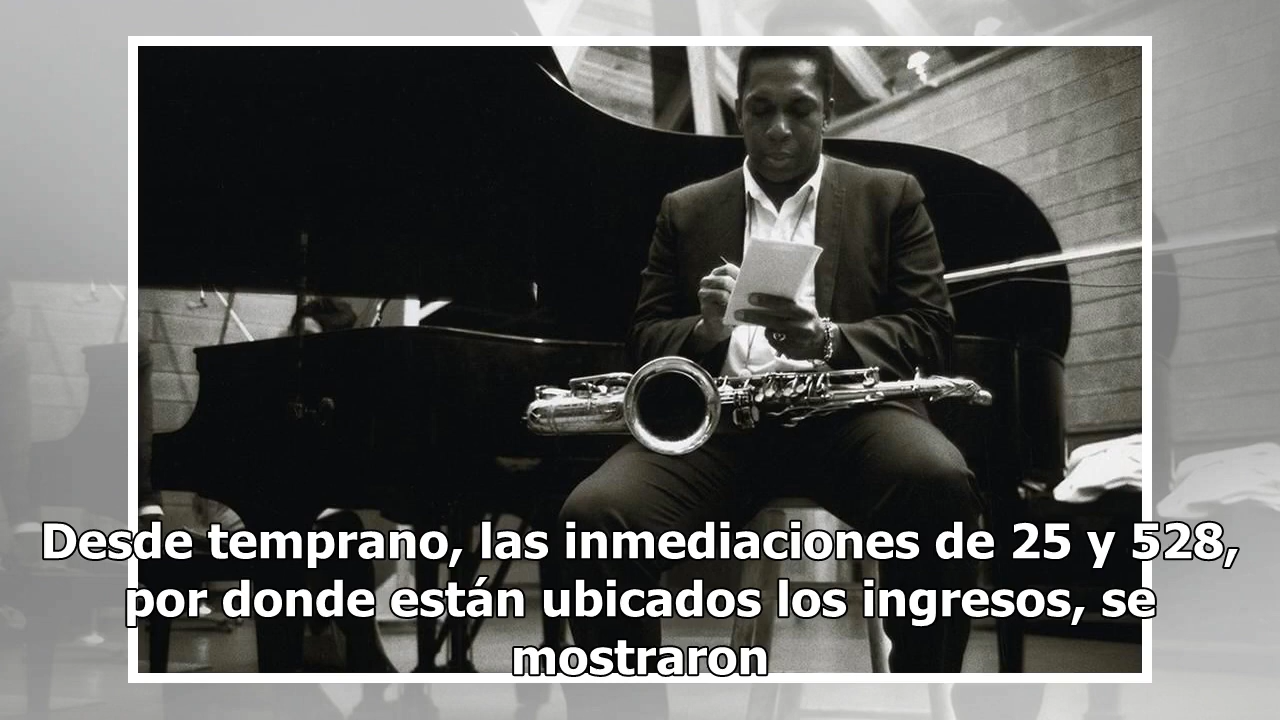 Desde temprano, las inmediaciones de 25 y 528,
por donde están ubicados los ingresos, se
mostraron